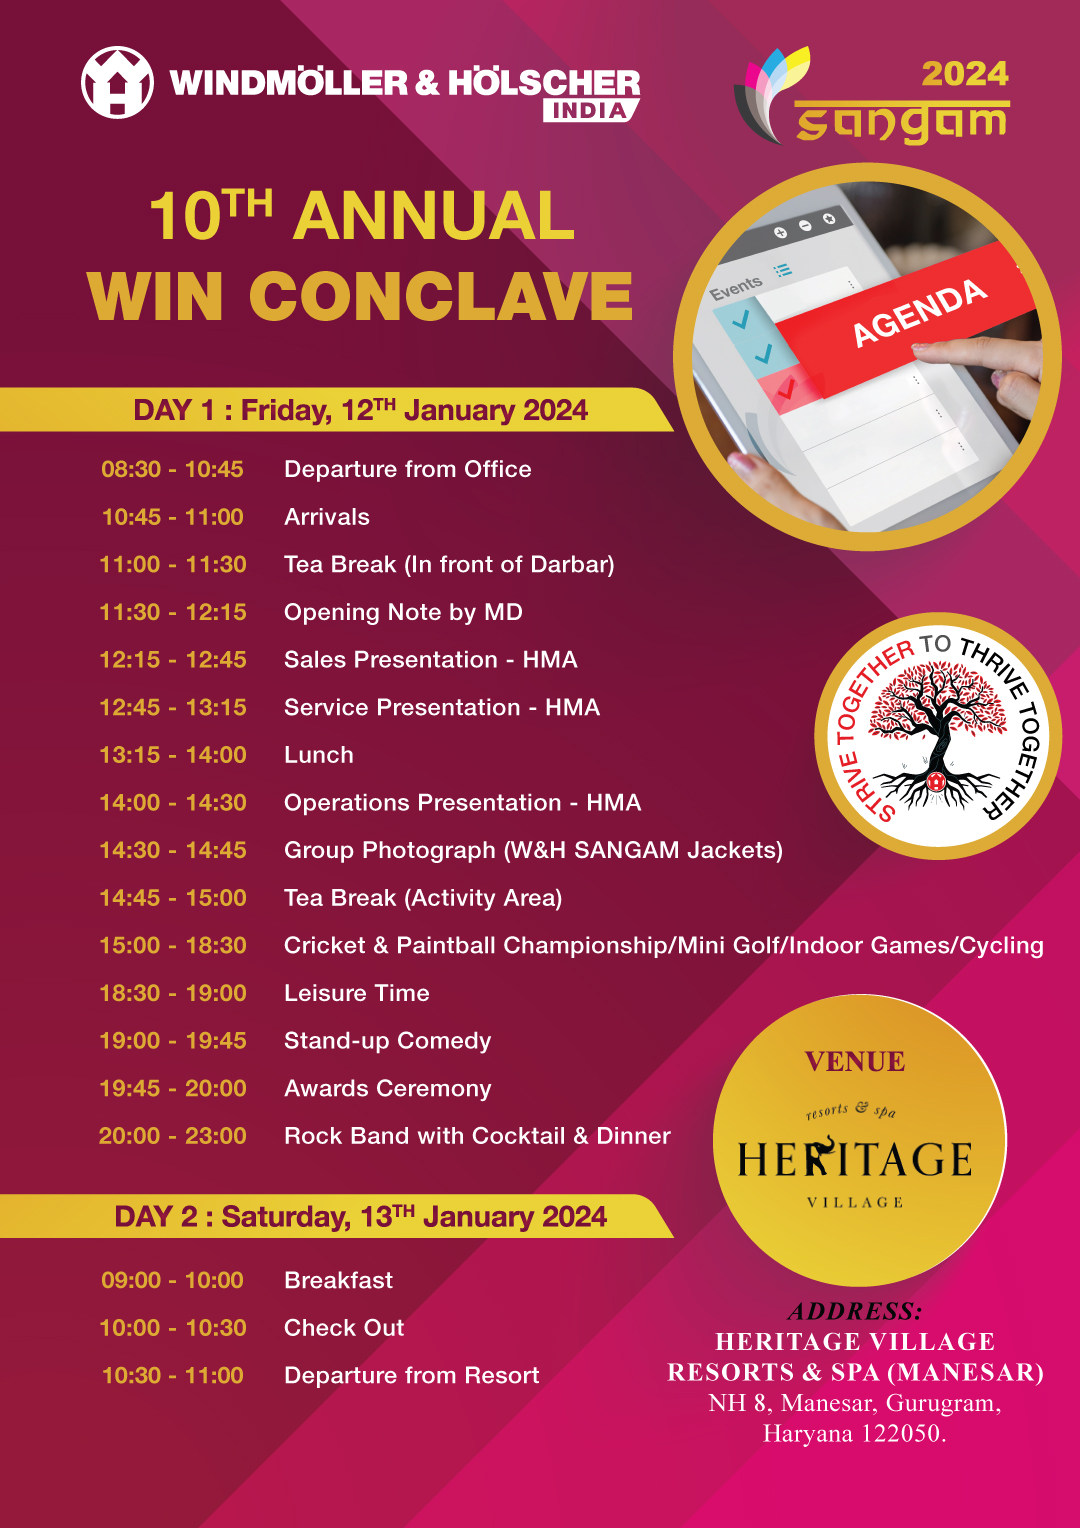 WINDMÖLLER & HÖLSCHER
INDIA
2024
sangam
10TH ANNUAL
WIN CONCLAVE
Events
AGENDA
DAY 1 : Friday, 12TH January 2024
08:30 - 10:45 Departure from Office
10:45 - 11:00 Arrivals
11:00 - 11:30 Tea Break (In front of Darbar)
11:30 - 12:15 Opening Note by MD
12:15 - 12:45 Sales Presentation - HMA
12:45 - 13:15 Service Presentation - HMA
13:15 - 14:00 Lunch
14:00 - 14:30 Operations Presentation - HMA
14:30 - 14:45 Group Photograph (W&H SANGAM Jackets)
14:45 - 15:00 Tea Break (Activity Area)
15:00 - 18:30 Cricket & Paintball Championship/Mini Golf/Indoor Games/Cycling
18:30 - 19:00 Leisure Time
19:00 - 19:45 Stand-up Comedy
19:45 - 20:00 Awards Ceremony
20:00 - 23:00 Rock Band with Cocktail & Dinner
STRIVE TOGETHER TO THRIVE TOGETHER
DAY 2 : Saturday, 13TH January 2024
09:00 - 10:00 Breakfast
10:00 - 10:30 Check Out
10:30 - 11:00 Departure from Resort
VENUE
resorts & spa
HERITAGE
VILLAGE
ADDRESS:
HERITAGE VILLAGE
RESORTS & SPA (MANESAR)
NH 8, Manesar, Gurugram,
Haryana 122050.